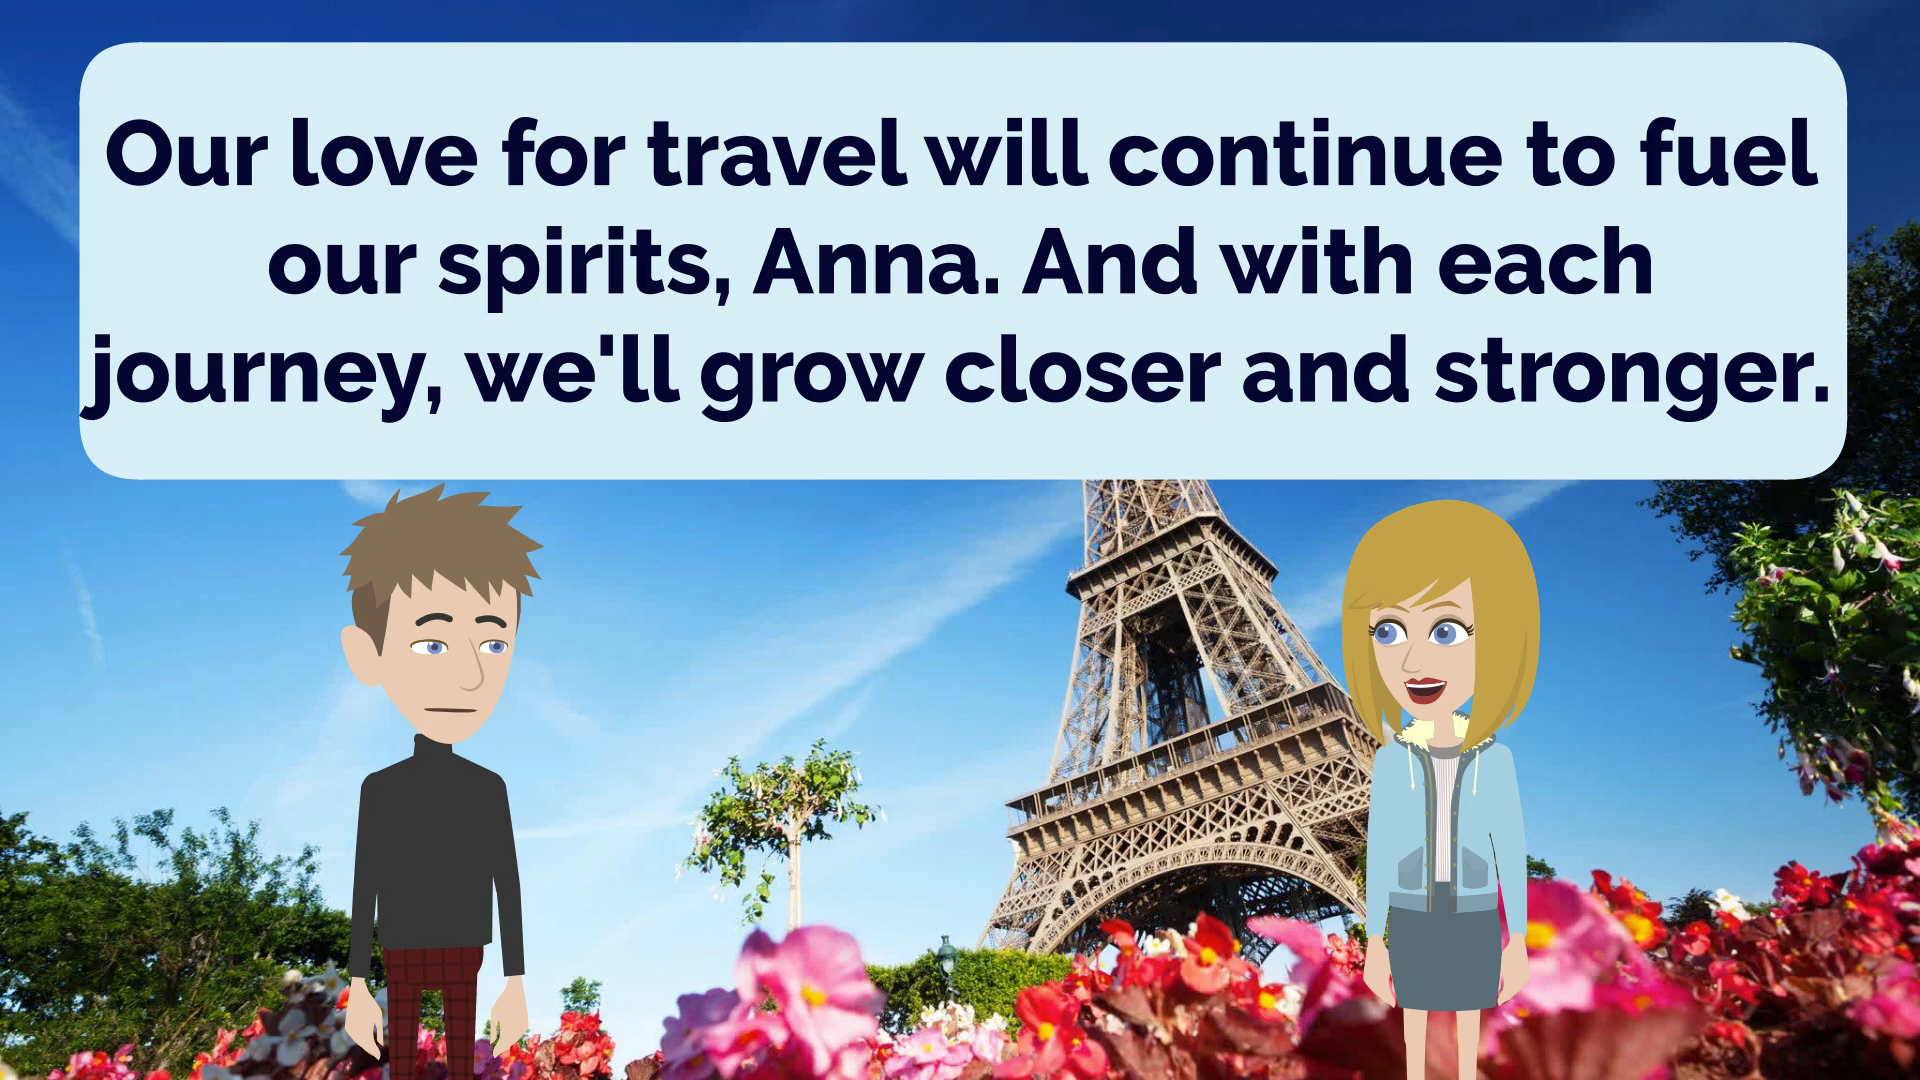 Our love for travel will continue to fuel
our spirits, Anna. And with each
journey, we'll grow closer and stronger.